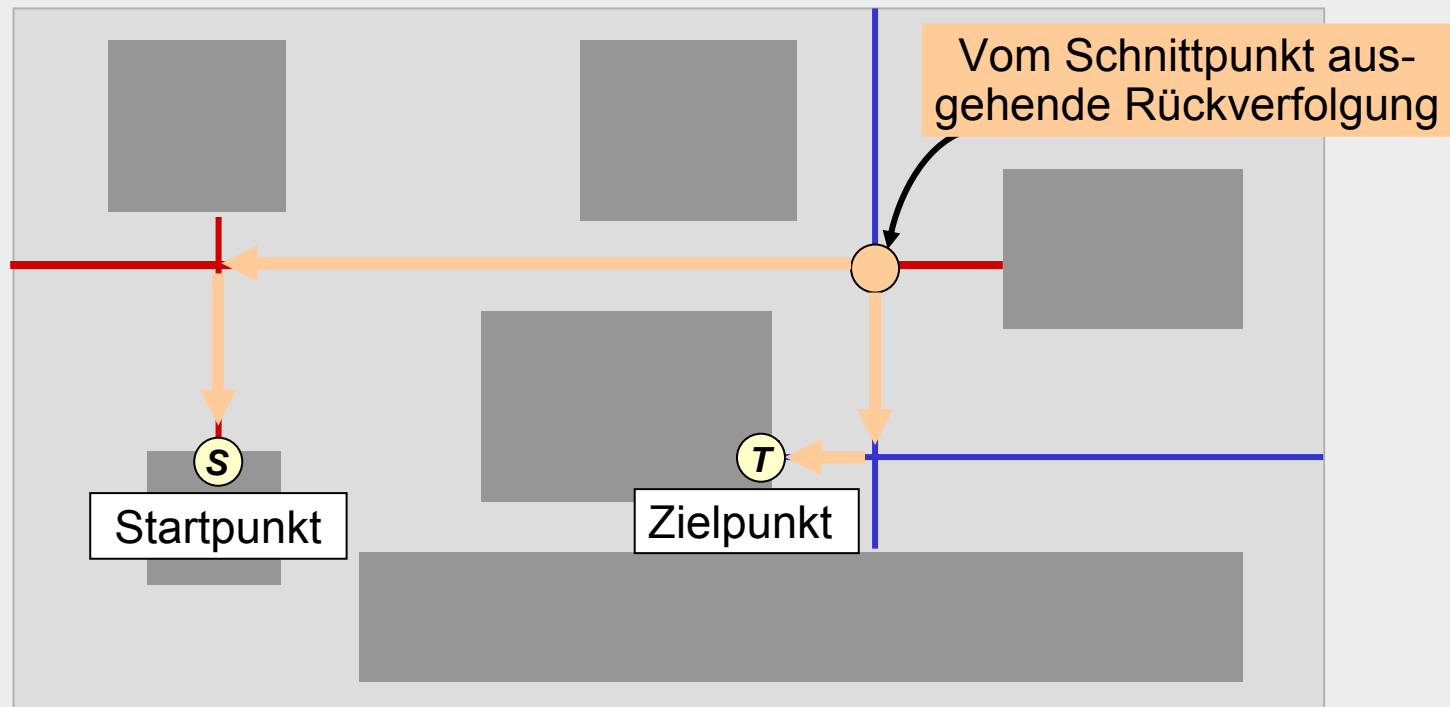 Vom Schnittpunkt aus-
gehende Rückverfolgung
S
T
Startpunkt
Zielpunkt